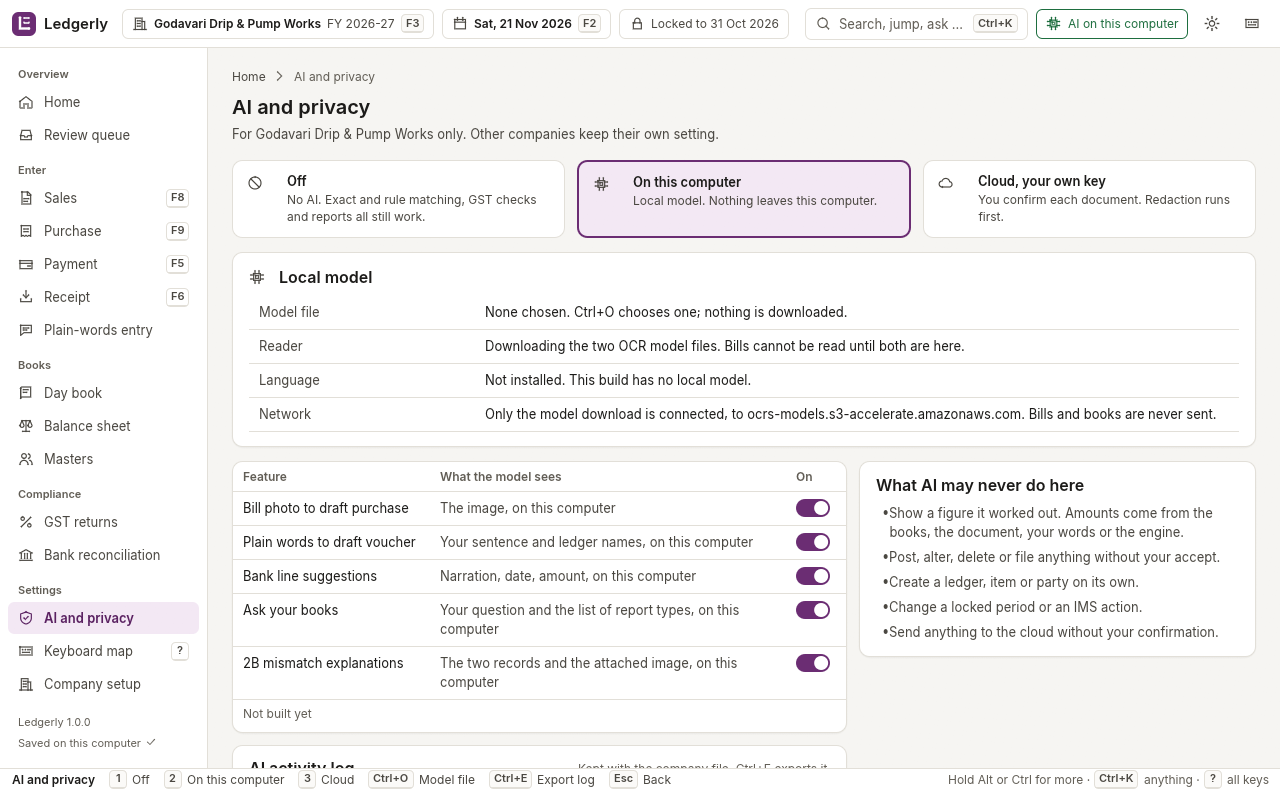 Ledgerly
Godavari Drip & Pump Works FY 2026-27 F3
Sat, 21 Nov 2026 F2
Locked to 31 Oct 2026
Search, jump, ask ... Ctrl+K
AI on this computer
Overview
Home
Review queue
Enter
Sales F8
Purchase F9
Payment F5
Receipt F6
Plain-words entry
Books
Day book
Balance sheet
Masters
Compliance
GST returns
Bank reconciliation
Settings
AI and privacy
Keyboard map ?
Company setup
Ledgerly 1.0.0
Saved on this computer
Home > AI and privacy
AI and privacy
For Godavari Drip & Pump Works only. Other companies keep their own setting.
Off
No AI. Exact and rule matching, GST checks
and reports all still work.
On this computer
Local model. Nothing leaves this computer.
Cloud, your own key
You confirm each document. Redaction runs
first.
Local model
Model file None chosen. Ctrl+O chooses one; nothing is downloaded.
Reader Downloading the two OCR model files. Bills cannot be read until both are here.
Language Not installed. This build has no local model.
Network Only the model download is connected, to ocrs-models.s3-accelerate.amazonaws.com. Bills and books are never sent.
Feature What the model sees On
Bill photo to draft purchase The image, on this computer
Plain words to draft voucher Your sentence and ledger names, on this computer
Bank line suggestions Narration, date, amount, on this computer
Ask your books Your question and the list of report types, on this
computer
2B mismatch explanations The two records and the attached image, on this
computer
Not built yet
What AI may never do here
•Show a figure it worked out. Amounts come from the
books, the document, your words or the engine.
•Post, alter, delete or file anything without your accept.
•Create a ledger, item or party on its own.
•Change a locked period or an IMS action.
•Send anything to the cloud without your confirmation.
AI activity log Kept with the company file. Ctrl+E exports it.
AI and privacy 1 Off 2 On this computer 3 Cloud Ctrl+O Model file Ctrl+E Export log Esc Back
Hold Alt or Ctrl for more · Ctrl+K anything · ? all keys